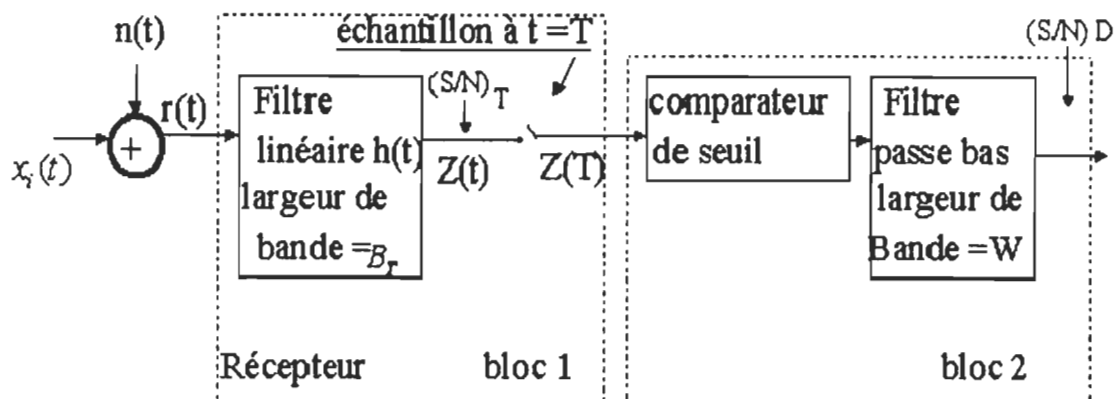 n(t)
r(t)
+
x_i(t)
échantillon à t =T
Filtre
linéaire h(t)
largeur de
bande =B_r
(S/N)_T
Z(t)
Z(T)
Récepteur
bloc 1
comparateur
de seuil
Filtre
passe bas
largeur de
Bande =W
(S/N) D
bloc 2